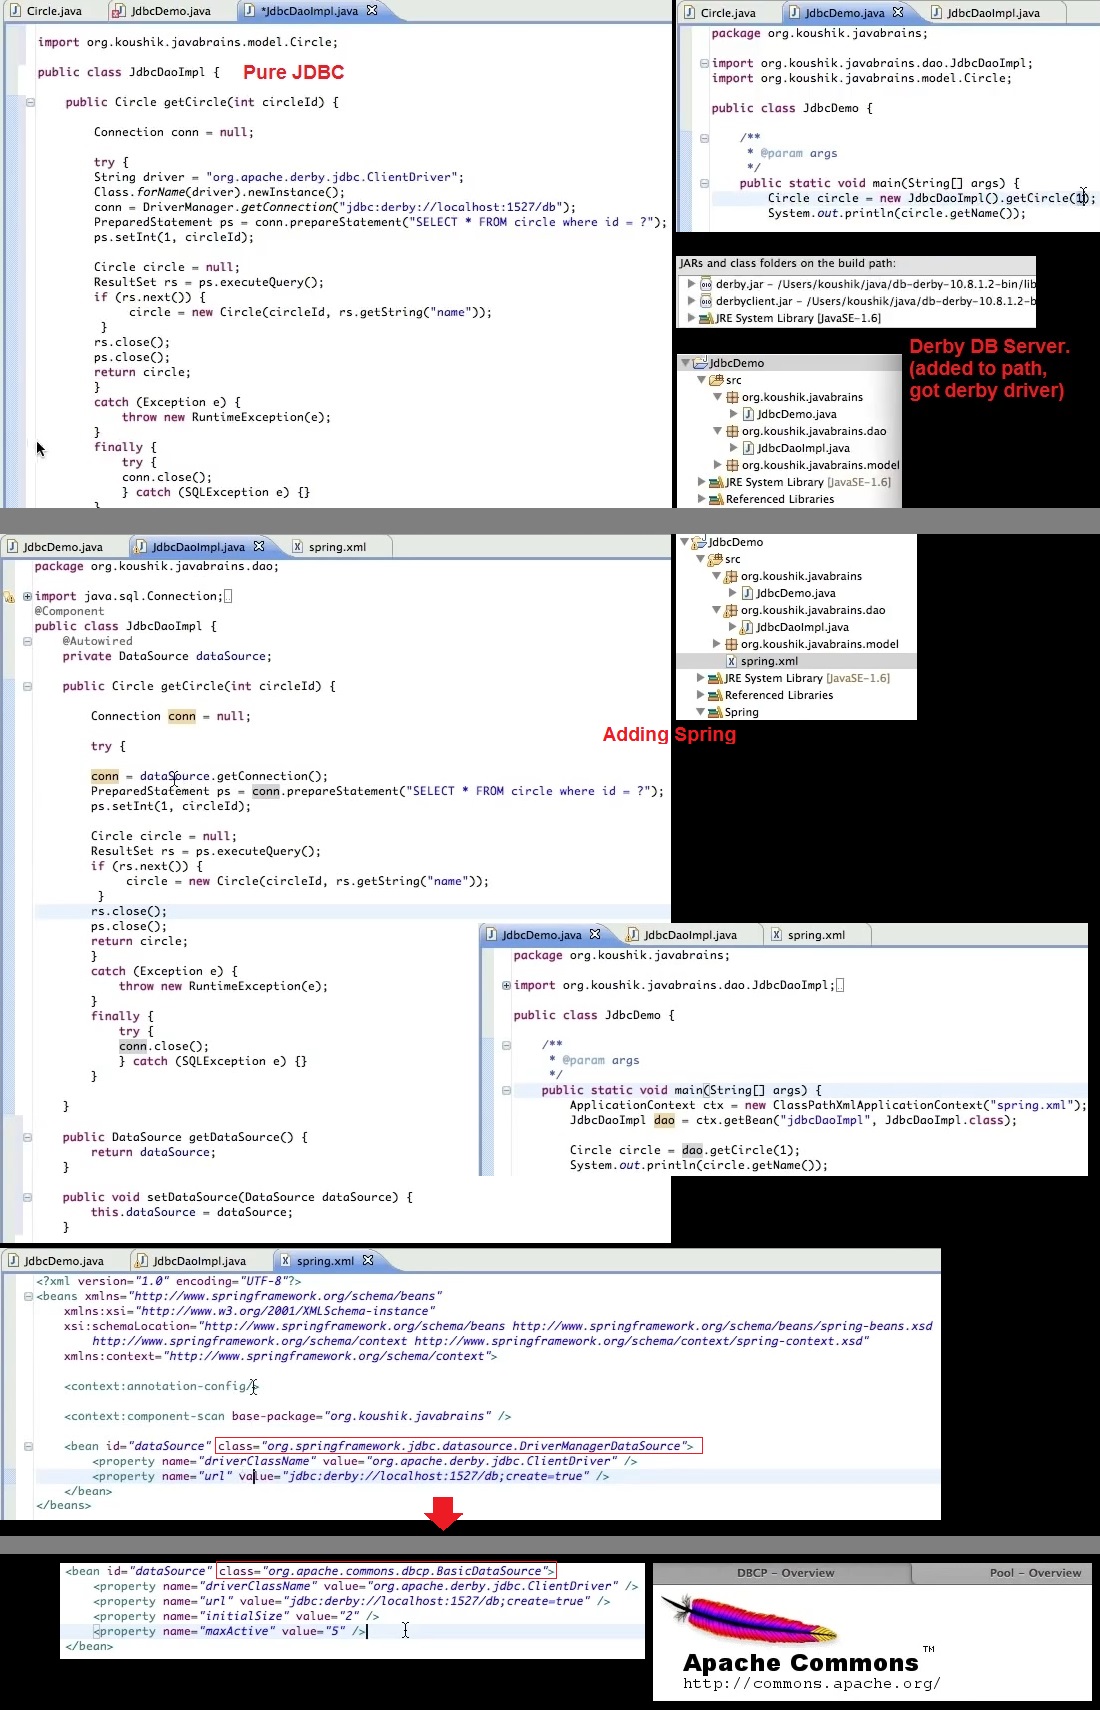 Circle.java
JdbcDemo.java
*JdbcDaoImpl.java
import org.koushik.javabrains.model.Circle;
public class JdbcDaoImpl {
Pure JDBC
public Circle getCircle(int circleId) {
Connection conn = null;
try {
String driver = "org.apache.derby.jdbc.ClientDriver";
Class.forName(driver).newInstance();
conn = DriverManager.getConnection("jdbc:derby://localhost:1527/db");
PreparedStatement ps = conn.prepareStatement("SELECT * FROM circle where id = ?");
ps.setInt(1, circleId);
Circle circle = null;
ResultSet rs = ps.executeQuery();
if (rs.next()) {
circle = new Circle(circleId, rs.getString("name"));
}
rs.close();
ps.close();
return circle;
}
catch (Exception e) {
throw new RuntimeException(e);
}
finally {
try {
conn.close();
} catch (SQLException e) {}
}
Circle.java
JdbcDemo.java
JdbcDaoImpl.java
package org.koushik.javabrains;
import org.koushik.javabrains.dao.JdbcDaoImpl;
import org.koushik.javabrains.model.Circle;
public class JdbcDemo {
/**
* @param args
*/
public static void main(String[] args) {
Circle circle = new JdbcDaoImpl().getCircle(1);
System.out.println(circle.getName());
JARs and class folders on the build path:
derby.jar - /Users/koushik/java/db-derby-10.8.1.2-bin/lib
derbyclient.jar - /Users/koushik/java/db-derby-10.8.1.2-b
JRE System Library [JavaSE-1.6]
Derby DB Server.
(added to path,
got derby driver)
JdbcDemo
src
org.koushik.javabrains
JdbcDemo.java
org.koushik.javabrains.dao
JdbcDaoImpl.java
org.koushik.javabrains.model
JRE System Library [JavaSE-1.6]
Referenced Libraries
JdbcDemo.java
JdbcDaoImpl.java
spring.xml
package org.koushik.javabrains.dao;
import java.sql.Connection;
@Component
public class JdbcDaoImpl {
@Autowired
private DataSource dataSource;
public Circle getCircle(int circleId) {
Connection conn = null;
try {
conn = dataSource.getConnection();
PreparedStatement ps = conn.prepareStatement("SELECT * FROM circle where id = ?");
ps.setInt(1, circleId);
Circle circle = null;
ResultSet rs = ps.executeQuery();
if (rs.next()) {
circle = new Circle(circleId, rs.getString("name"));
}
rs.close();
ps.close();
return circle;
}
catch (Exception e) {
throw new RuntimeException(e);
}
finally {
try {
conn.close();
} catch (SQLException e) {}
}
}
public DataSource getDataSource() {
return dataSource;
}
public void setDataSource(DataSource dataSource) {
this.dataSource = dataSource;
}
JdbcDemo
src
org.koushik.javabrains
JdbcDemo.java
org.koushik.javabrains.dao
JdbcDaoImpl.java
org.koushik.javabrains.model
spring.xml
JRE System Library [JavaSE-1.6]
Referenced Libraries
Spring
Adding Spring
JdbcDemo.java
JdbcDaoImpl.java
spring.xml
package org.koushik.javabrains;
import org.koushik.javabrains.dao.JdbcDaoImpl;
public class JdbcDemo {
/**
* @param args
*/
public static void main(String[] args) {
ApplicationContext ctx = new ClassPathXmlApplicationContext("spring.xml");
JdbcDaoImpl dao = ctx.getBean("jdbcDaoImpl", JdbcDaoImpl.class);
Circle circle = dao.getCircle(1);
System.out.println(circle.getName());
JdbcDemo.java
JdbcDaoImpl.java
spring.xml
<?xml version="1.0" encoding="UTF-8"?>
<beans xmlns="http://www.springframework.org/schema/beans"
xmlns:xsi="http://www.w3.org/2001/XMLSchema-instance"
xsi:schemaLocation="http://www.springframework.org/schema/beans http://www.springframework.org/schema/beans/spring-beans.xsd
http://www.springframework.org/schema/context http://www.springframework.org/schema/context/spring-context.xsd"
xmlns:context="http://www.springframework.org/schema/context">
<context:annotation-config/>
<context:component-scan base-package="org.koushik.javabrains" />
<bean id="dataSource" class="org.springframework.jdbc.datasource.DriverManagerDataSource">
<property name="driverClassName" value="org.apache.derby.jdbc.ClientDriver" />
<property name="url" value="jdbc:derby://localhost:1527/db;create=true" />
</bean>
</beans>
<bean id="dataSource" class="org.apache.commons.dbcp.BasicDataSource">
<property name="driverClassName" value="org.apache.derby.jdbc.ClientDriver" />
<property name="url" value="jdbc:derby://localhost:1527/db;create=true" />
<property name="initialSize" value="2" />
<property name="maxActive" value="5" />
</bean>
DBCP – Overview
Pool – Overview
Apache Commons™
http://commons.apache.org/